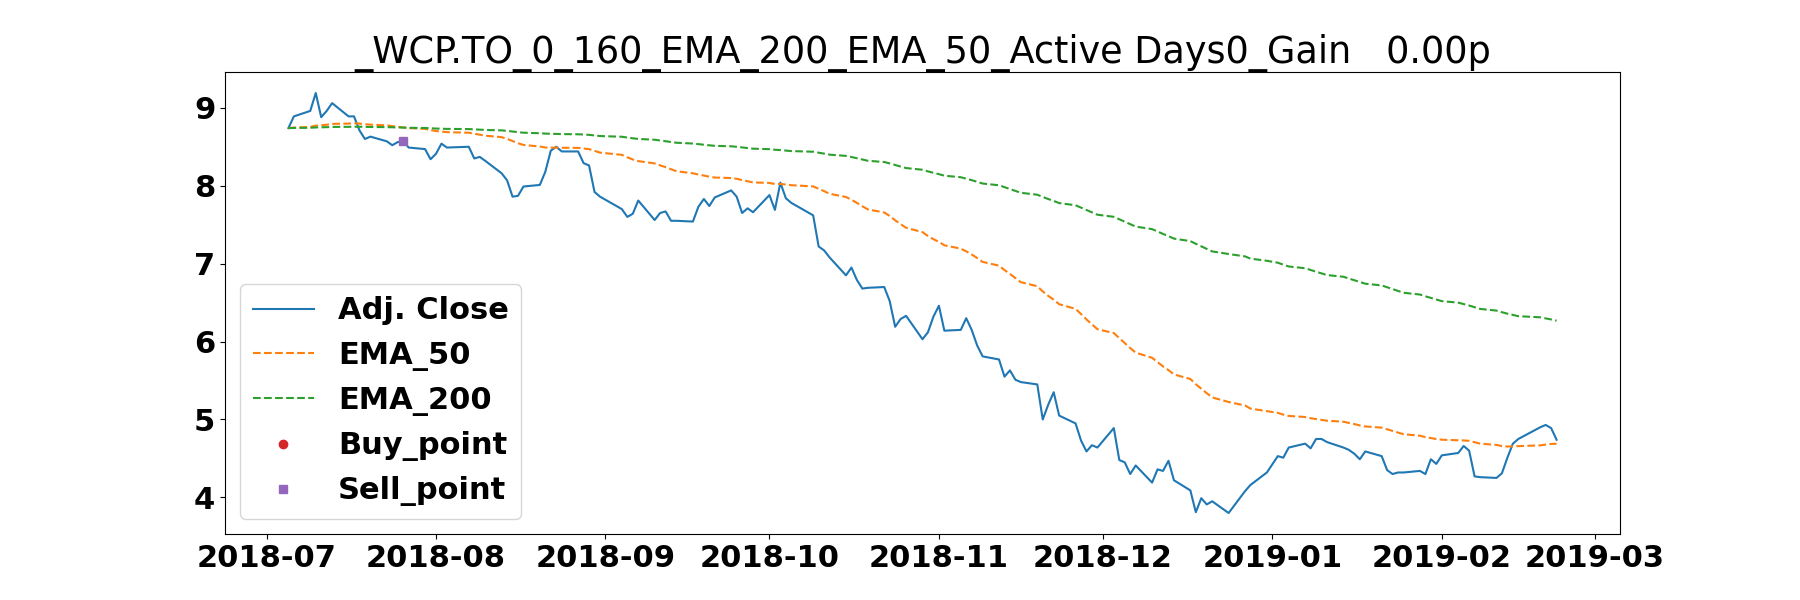 _WCP.TO_0_160_EMA_200_EMA_50_Active Days0_Gain   0.00p
9
8
7
6
5
4
Adj. Close
EMA_50
EMA_200
Buy_point
Sell_point
2018-07 2018-08 2018-09 2018-10 2018-11 2018-12 2019-01 2019-02 2019-03